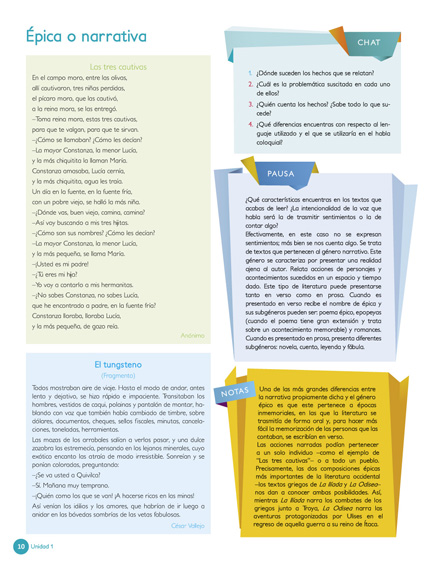 Épica o narrativa
Las tres cautivas
En el campo moro, entre las olivas,
allí cautivaron, tres niñas perdidas,
el pícaro moro, que las cautivó,
a la reina mora, se las entregó.
–Toma reina mora, estas tres cautivas,
para que te valgan, para que te sirvan.
–¿Cómo se llamaban? ¿Cómo les decían?
–La mayor Constanza, la menor Lucía,
y la más chiquitita la llaman María.
Constanza amasaba, Lucía cernía,
y la más chiquitita, agua les traía.
Un día en la fuente, en la fuente fría,
con un pobre viejo, se halló la más niña.
–¿Dónde vas, buen viejo, camina, camina?
–Así voy buscando a mis tres hijitas.
–¿Cómo son sus nombres? ¿Cómo les decían?
–La mayor Constanza, la menor Lucía,
y la más pequeña, se llama María.
–¡Usted es mi padre!
–¡Tú eres mi hija!
–Yo voy a contarlo a mis hermanitas.
–¿No sabes Constanza, no sabes Lucía,
que he encontrado a padre, en la fuente fría?
Constanza lloraba, lloraba Lucía,
y la más pequeña, de gozo reía.
Anónimo
El tungsteno
(Fragmento)
Todos mostraban aire de viaje. Hasta el modo de andar, antes
lento y dejativo, se hizo rápido e impaciente. Transitaban los
hombres, vestidos de caqui, polainas y pantalón de montar, ha-
blando con voz que también había cambiado de timbre, sobre
dólares, documentos, cheques, sellos fiscales, minutas, cancela-
ciones, toneladas, herramientas.
Las mozas de los arrabales salían a verlos pasar, y una dulce
zozobra las estremecía, pensando en los lejanos minerales, cuyo
exótico encanto las atraía de modo irresistible. Sonreían y se
ponían coloradas, preguntando:
–¿Se va usted a Quivilca?
–Sí. Mañana muy temprano.
–¡Quién como los que se van! ¡A hacerse ricos en las minas!
Así venían los idilios y los amores, que habrían de ir luego a
anidar en las bóvedas sombrías de las vetas fabulosas.
César Vallejo
10 Unidad 1
CHAT
1. ¿Dónde suceden los hechos que se relatan?
2. ¿Cuál es la problemática suscitada en cada uno
de ellos?
3. ¿Quién cuenta los hechos? ¿Sabe todo lo que su-
cede?
4. ¿Qué diferencias encuentras con respecto al len-
guaje utilizado y el que se utilizaría en el habla
coloquial?
PAUSA
¿Qué características encuentras en los textos que
acabas de leer? ¿La intencionalidad de la voz que
habla será la de trasmitir sentimientos o la de
contar algo?
Efectivamente, en este caso no se expresan
sentimientos; más bien se nos cuenta algo. Se trata
de textos que pertenecen al género narrativo. Este
género se caracteriza por presentar una realidad
ajena al autor. Relata acciones de personajes y
acontecimientos sucedidos en un espacio y tiempo
dado. Este tipo de literatura puede presentarse
tanto en verso como en prosa. Cuando es
presentado en verso recibe el nombre de épica y
sus subgéneros pueden ser: poema épico, epopeyas
(cuando el poema tiene gran extensión y trata
sobre un acontecimiento memorable) y romances.
Cuando es presentado en prosa, presenta diferentes
subgéneros: novela, cuento, leyenda y fábula.
NOTAS
Una de las más grandes diferencias entre
la narrativa propiamente dicha y el género
épico es que este pertenece a épocas
inmemoriales, en las que la literatura se
trasmitía de forma oral y, para hacer más
fácil la memorización de las personas que las
contaban, se escribían en verso.
Las acciones narradas podían pertenecer
a un solo individuo –como el ejemplo de
"Las tres cautivas"– o a todo un pueblo.
Precisamente, las dos composiciones épicas
más importantes de la literatura occidental
–los textos griegos de La Ilíada y La Odisea–
nos dan a conocer ambas posibilidades. Así,
mientras La Ilíada narra los combates de los
griegos junto a Troya, La Odisea narra las
aventuras protagonizadas por Ulises en el
regreso de aquella guerra a su reino de Ítaca.